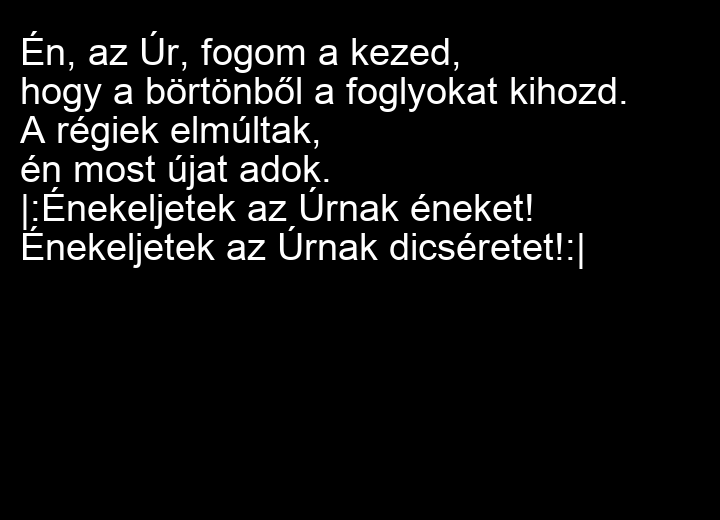 Én, az Úr, fogom a kezed,
hogy a börtönből a foglyokat kihozd.
A régiek elmúltak,
én most újat adok.
|:Énekeljetek az Úrnak éneket!
Énekeljetek az Úrnak dicséretet!:|